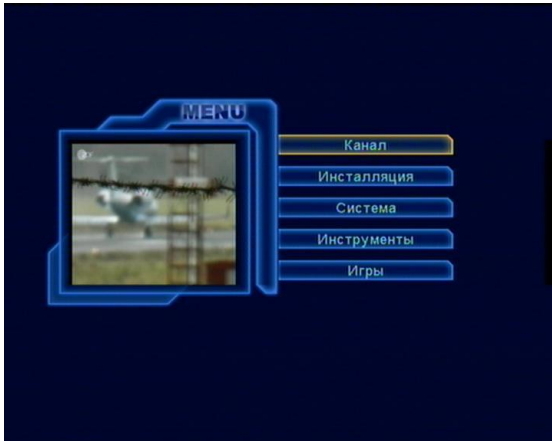 MENU
Канал
Инсталляция
Система
Инструменты
Игры